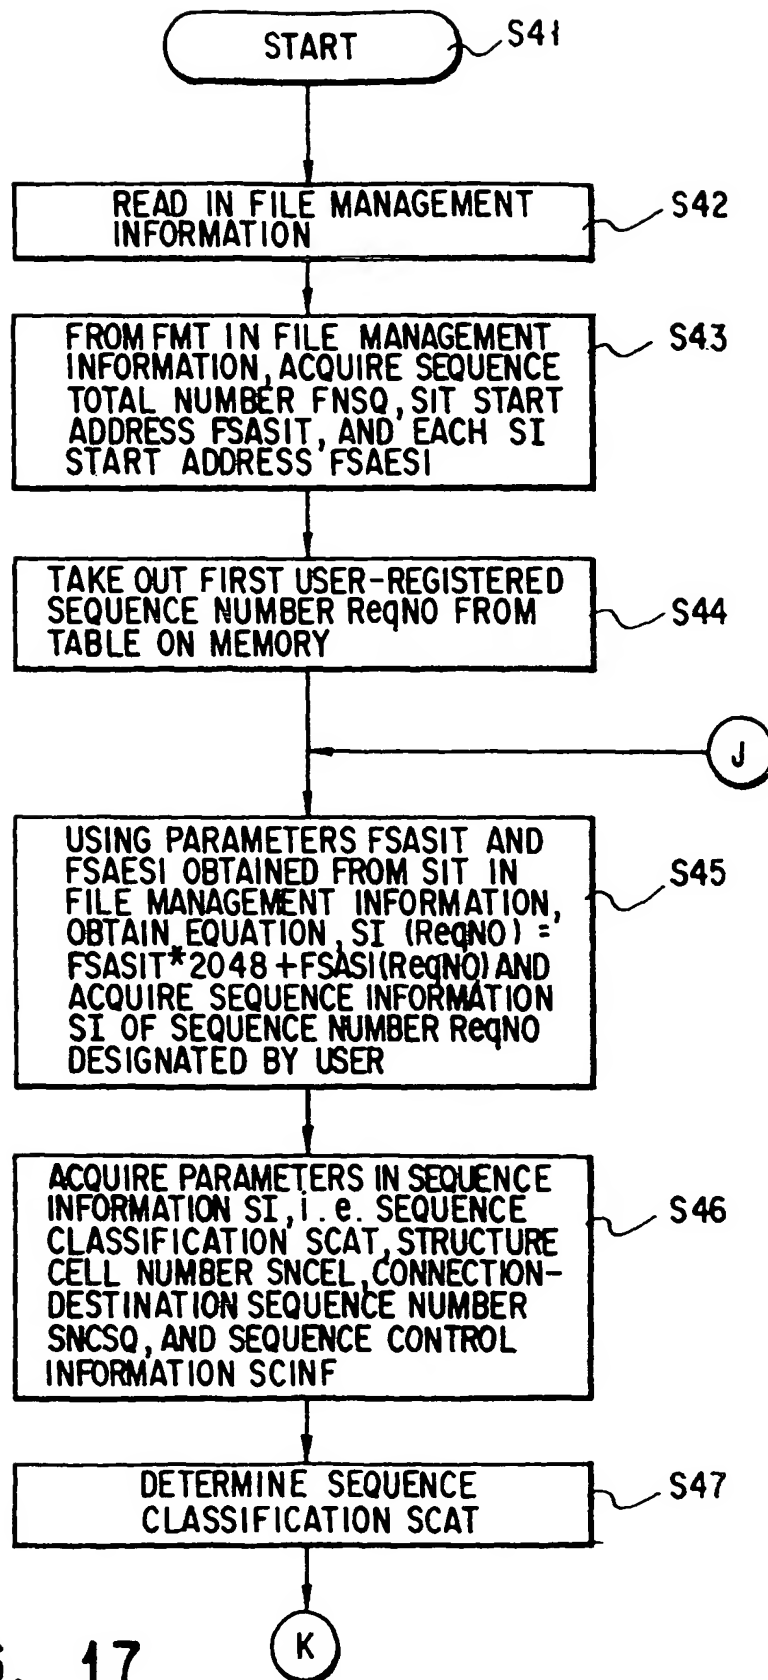 START
S41
READ IN FILE MANAGEMENT
INFORMATION
S42
FROM FMT IN FILE MANAGEMENT
INFORMATION, ACQUIRE SEQUENCE
TOTAL NUMBER FNSQ, SIT START
ADDRESS FSASIT, AND EACH SI
START ADDRESS FSAESI
S43
TAKE OUT FIRST USER-REGISTERED
SEQUENCE NUMBER ReqNO FROM
TABLE ON MEMORY
S44
J
USING PARAMETERS FSASIT AND
FSAESI OBTAINED FROM SIT IN
FILE MANAGEMENT INFORMATION,
OBTAIN EQUATION, SI (ReqNO) =
FSASIT*2048+FSASI(ReqNO) AND
ACQUIRE SEQUENCE INFORMATION
SI OF SEQUENCE NUMBER ReqNO
DESIGNATED BY USER
S45
ACQUIRE PARAMETERS IN SEQUENCE
INFORMATION SI, i.e. SEQUENCE
CLASSIFICATION SCAT, STRUCTURE
CELL NUMBER SNCEL, CONNECTION-
DESTINATION SEQUENCE NUMBER
SNCSQ, AND SEQUENCE CONTROL
INFORMATION SCINF
S46
DETERMINE SEQUENCE
CLASSIFICATION SCAT
S47
K
17